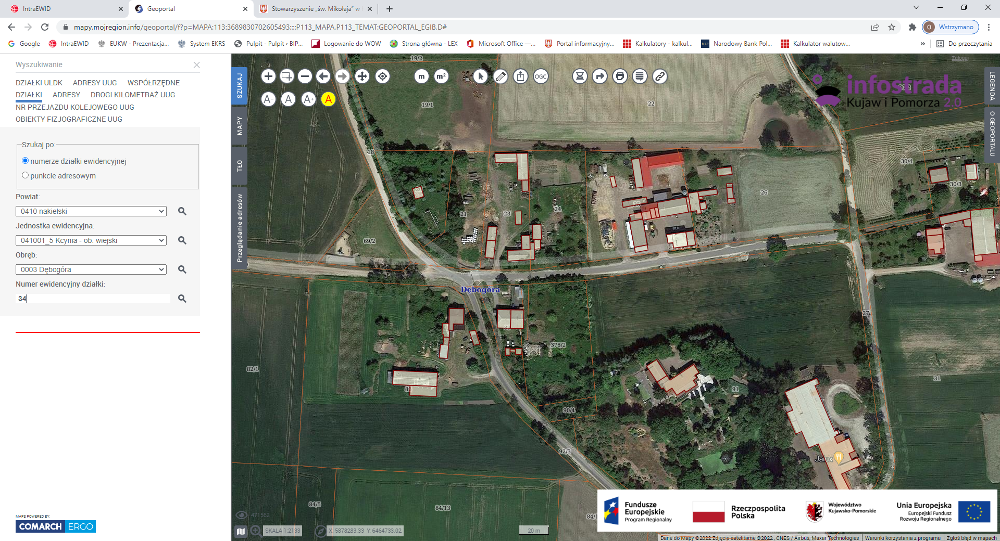 IntraEWID
Geoportal
Stowarzyszenie „św. Mikołaja” w
mapy.mojregion.info/geoportal/f?p=MAPA:113:3689830702605493::::P113_MAPA,P113_TEMAT:GEOPORTAL_EGIB,D#
O Wstrzymano
Google
IntraEWID
EUKW - Prezentacja...
System EKRS
Pulpit - Pulpit ‹ BIP...
Logowanie do WOW
Strona główna - LEX
Microsoft Office —...
Portal informacyjny...
Kalkulatory - kalkul...
NBP Narodowy Bank Pol...
Kalkulator walutow...
»
Do przeczytania
Wyszukiwanie
DZIAŁKI ULDK ADRESY UUG WSPÓŁRZĘDNE
DZIAŁKI ADRESY DROGI KILOMETRAŻ UUG
NR PRZEJAZDU KOLEJOWEGO UUG
OBIEKTY FIZJOGRAFICZNE UUG
Szukaj po:
numerze działki ewidencyjnej
punkcie adresowym
Powiat:
0410 nakielski
Jednostka ewidencyjna:
041001_5 Kcynia - ob. wiejski
Obręb:
0003 Dębogóra
Numer ewidencyjny działki:
34
MAPS POWERED BY:
COMARCH ERGO
SZUKAJ
MAPY
TŁO
Przeglądanie adresów
m m² OGC
A- A A+ A
Zaloguj
LEGENDA
O GEOPORTALU
infostrada
Kujaw i Pomorza 2.0
19/2
19/1
22
18
30/4
30/3
26
21
23
24
69/2
Dębogóra
27
378/2
82/1
31
91
90/4
92/3
Jalux
84/5
84/13
471562
SKALA 1:2133
X: 5878283.33 Y: 6464733.02
20 m
Fundusze
Europejskie
Program Regionalny
Rzeczpospolita
Polska
Województwo
Kujawsko-Pomorskie
Unia Europejska
Europejski Fundusz
Rozwoju Regionalnego
Dane do Mapy ©2022 Zdjęcie satelitarne ©2022 , CNES / Airbus, Maxar Technologies
Warunki korzystania z programu
Zgłoś błąd w mapach